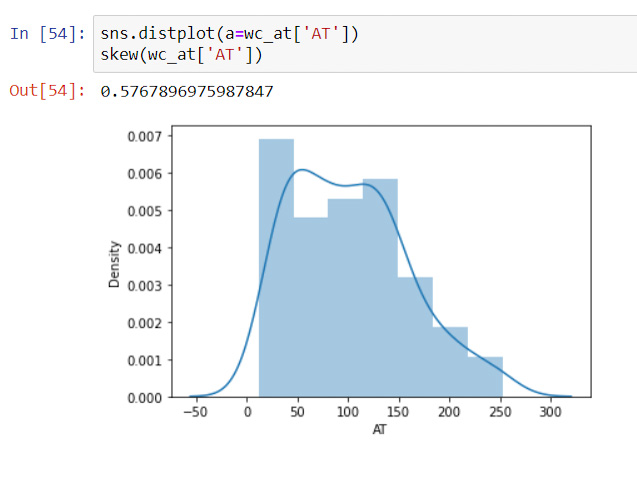 In [54]: sns.distplot(a=wc_at['AT'])
skew(wc_at['AT'])
Out[54]: 0.5767896975987847
0.007
0.006
0.005
0.004
0.003
0.002
0.001
0.000
Density
−50 0 50 100 150 200 250 300
AT